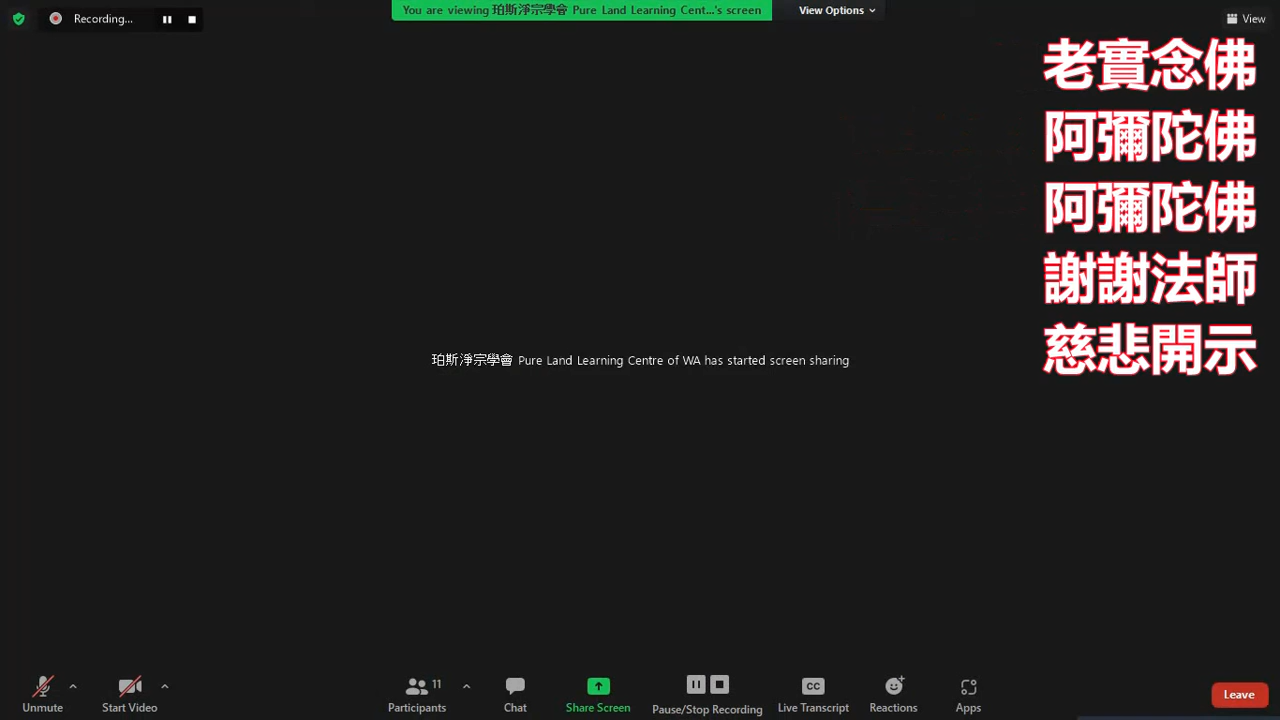 Recording...
You are viewing 珀斯淨宗學會 Pure Land Learning Cent...'s screen
View Options
View
老實念佛
阿彌陀佛
阿彌陀佛
謝謝法師
慈悲開示
珀斯淨宗學會 Pure Land Learning Centre of WA has started screen sharing
Unmute
Start Video
Participants 11
Chat
Share Screen
Pause/Stop Recording
CC
Live Transcript
Reactions
Apps
Leave